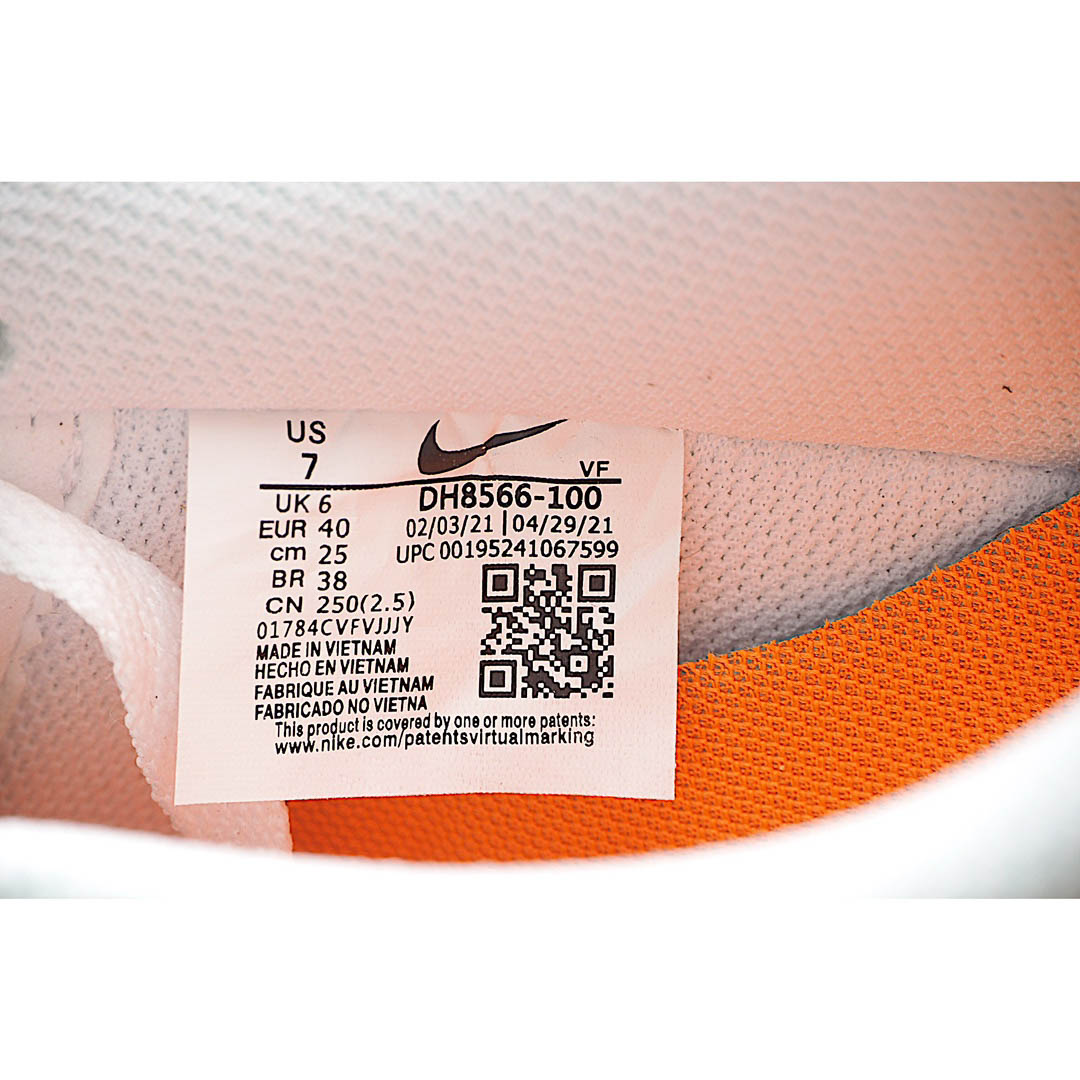 US
7
VF
UK 6
EUR 40
cm 25
BR 38
CN 250(2.5)
DH8566-100
02/03/21 | 04/29/21
UPC 00195241067599
01784CVFVJJJY
MADE IN VIETNAM
HECHO EN VIETNAM
FABRIQUE AU VIETNAM
FABRICADO NO VIETNA
This product is covered by one or more patents:
www.nike.com/patentsvirtualmarking